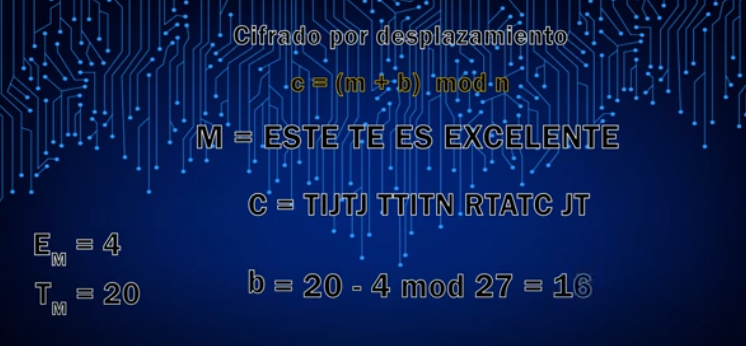 Cifrado por desplazamiento
c = (m + b) mod n
M = ESTE TE ES EXCELENTE
C = TIJTJ TTITN RTATC JT
E_M = 4
T_M = 20
b = 20 - 4 mod 27 = 16